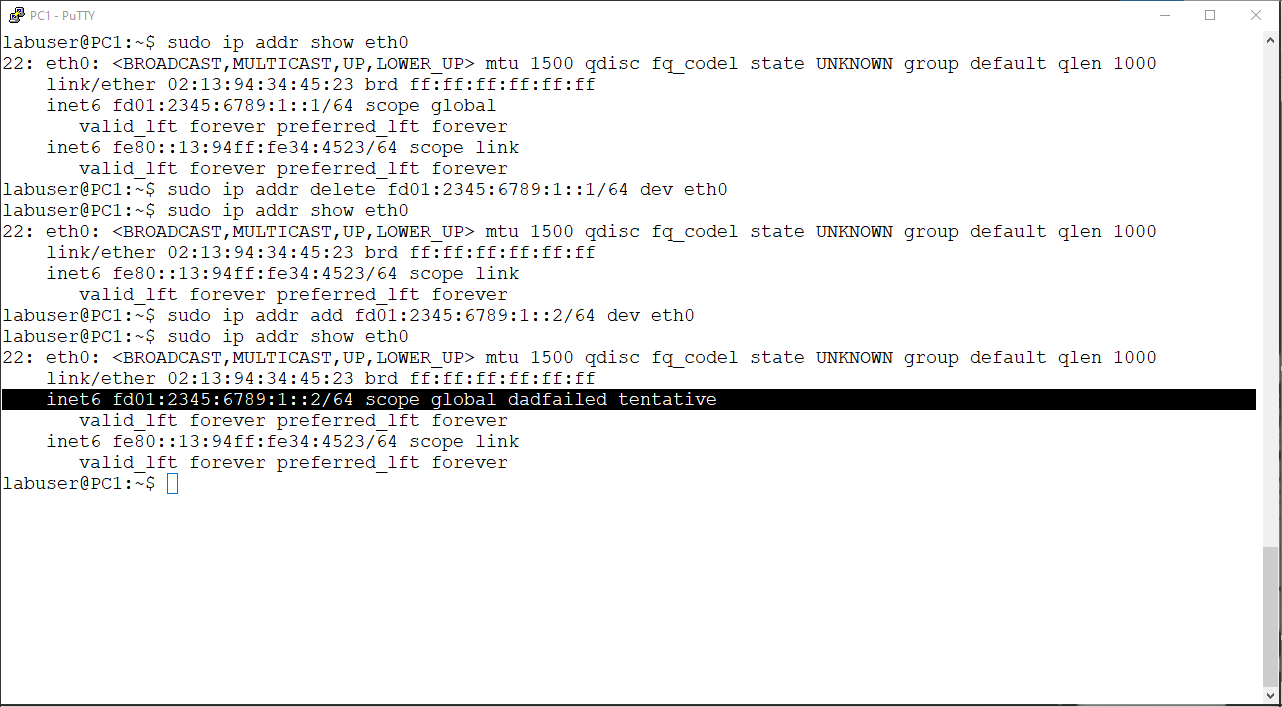 PC1 - PuTTY
labuser@PC1:~$ sudo ip addr show eth0
22: eth0: <BROADCAST,MULTICAST,UP,LOWER_UP> mtu 1500 qdisc fq_codel state UNKNOWN group default qlen 1000
    link/ether 02:13:94:34:45:23 brd ff:ff:ff:ff:ff:ff
    inet6 fd01:2345:6789:1::1/64 scope global
       valid_lft forever preferred_lft forever
    inet6 fe80::13:94ff:fe34:4523/64 scope link
       valid_lft forever preferred_lft forever
labuser@PC1:~$ sudo ip addr delete fd01:2345:6789:1::1/64 dev eth0
labuser@PC1:~$ sudo ip addr show eth0
22: eth0: <BROADCAST,MULTICAST,UP,LOWER_UP> mtu 1500 qdisc fq_codel state UNKNOWN group default qlen 1000
    link/ether 02:13:94:34:45:23 brd ff:ff:ff:ff:ff:ff
    inet6 fe80::13:94ff:fe34:4523/64 scope link
       valid_lft forever preferred_lft forever
labuser@PC1:~$ sudo ip addr add fd01:2345:6789:1::2/64 dev eth0
labuser@PC1:~$ sudo ip addr show eth0
22: eth0: <BROADCAST,MULTICAST,UP,LOWER_UP> mtu 1500 qdisc fq_codel state UNKNOWN group default qlen 1000
    link/ether 02:13:94:34:45:23 brd ff:ff:ff:ff:ff:ff
    inet6 fd01:2345:6789:1::2/64 scope global dadfailed tentative
       valid_lft forever preferred_lft forever
    inet6 fe80::13:94ff:fe34:4523/64 scope link
       valid_lft forever preferred_lft forever
labuser@PC1:~$